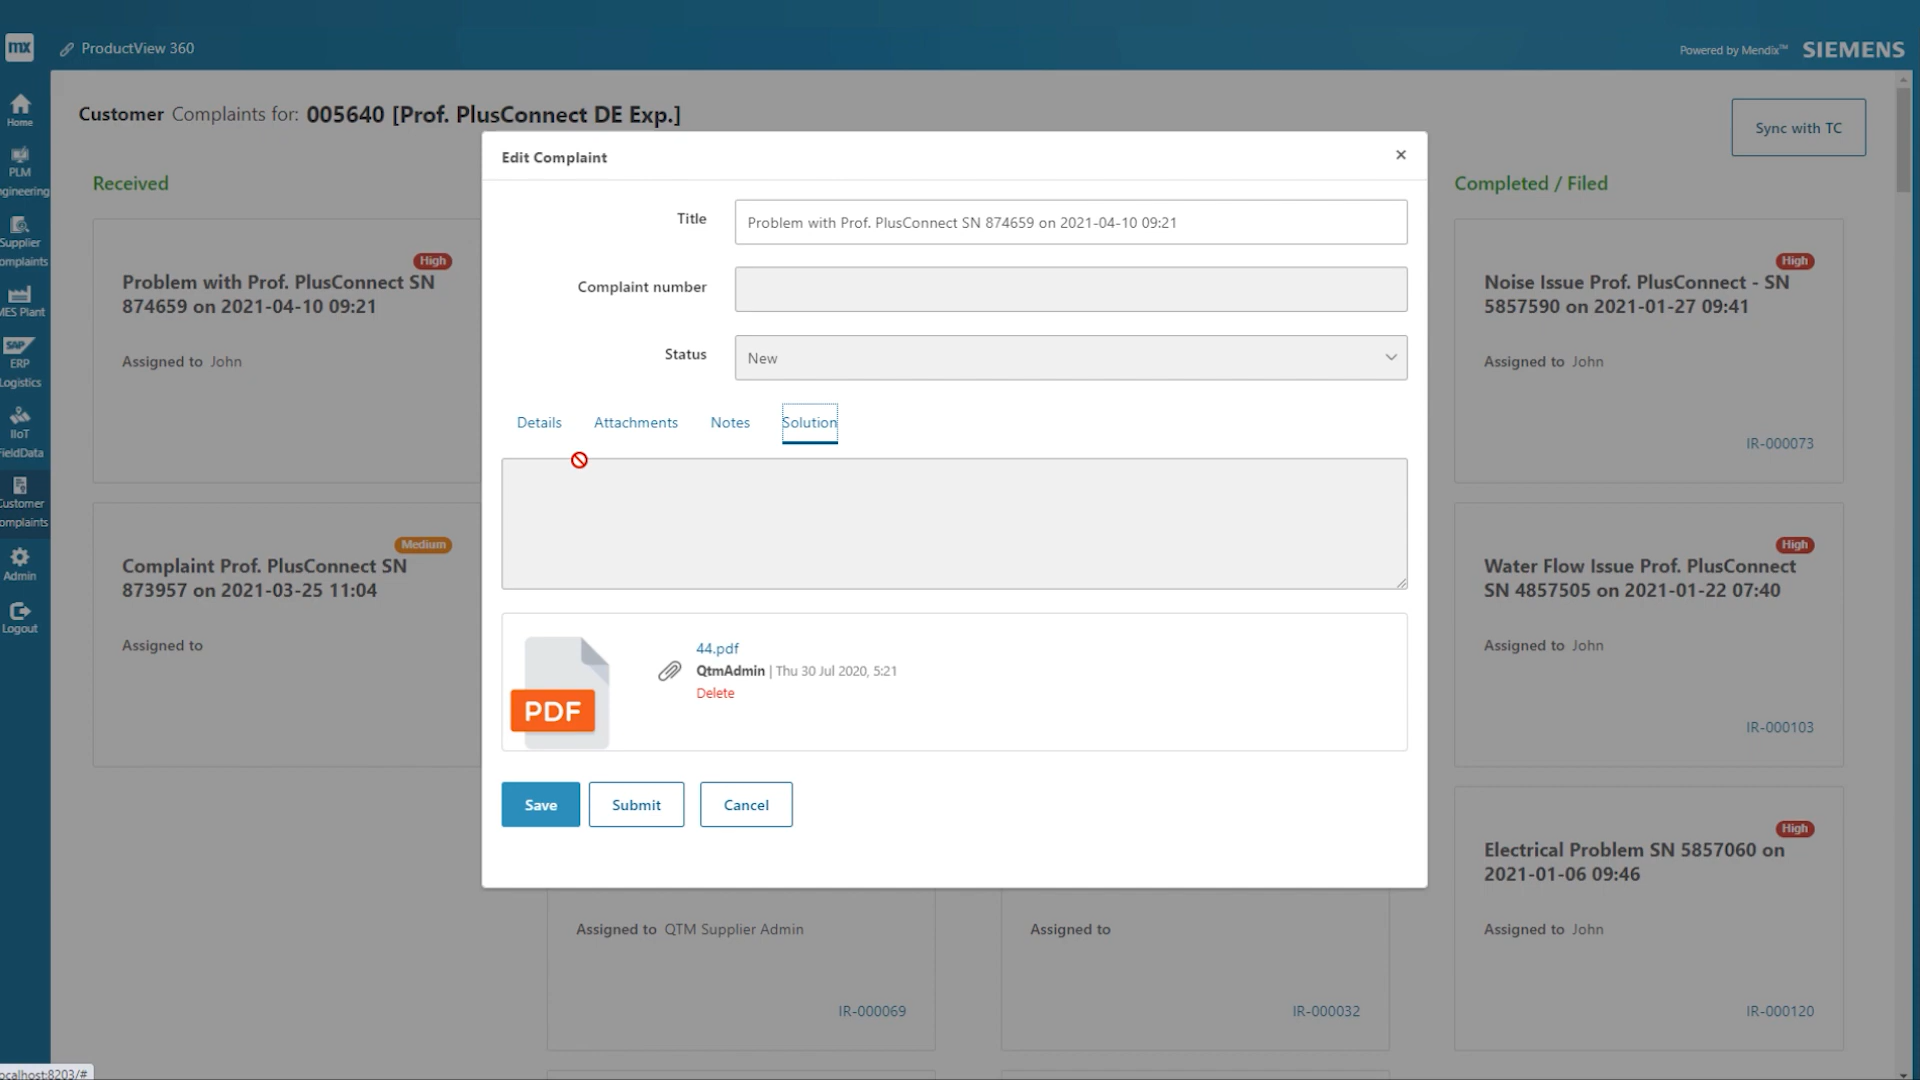 mx
ProductView 360
Powered by Mendix™ SIEMENS
Home
PLM
ngineering
Supplier
omplaints
MES Plant
SAP
ERP
Logistics
IIoT
FieldData
Customer
omplaints
Admin
Logout
Customer Complaints for: 005640 [Prof. PlusConnect DE Exp.]
Sync with TC
Received
High
Problem with Prof. PlusConnect SN
874659 on 2021-04-10 09:21
Assigned to John
Medium
Complaint Prof. PlusConnect SN
873957 on 2021-03-25 11:04
Assigned to
Edit Complaint
×
Title
Problem with Prof. PlusConnect SN 874659 on 2021-04-10 09:21
Complaint number
Status
New
Details Attachments Notes Solution
PDF
44.pdf
QtmAdmin | Thu 30 Jul 2020, 5:21
Delete
Save Submit Cancel
Assigned to QTM Supplier Admin
IR-000069
Assigned to
IR-000032
Completed / Filed
High
Noise Issue Prof. PlusConnect - SN
5857590 on 2021-01-27 09:41
Assigned to John
IR-000073
High
Water Flow Issue Prof. PlusConnect
SN 4857505 on 2021-01-22 07:40
Assigned to John
IR-000103
High
Electrical Problem SN 5857060 on
2021-01-06 09:46
Assigned to John
IR-000120
ocalhost:8203/#